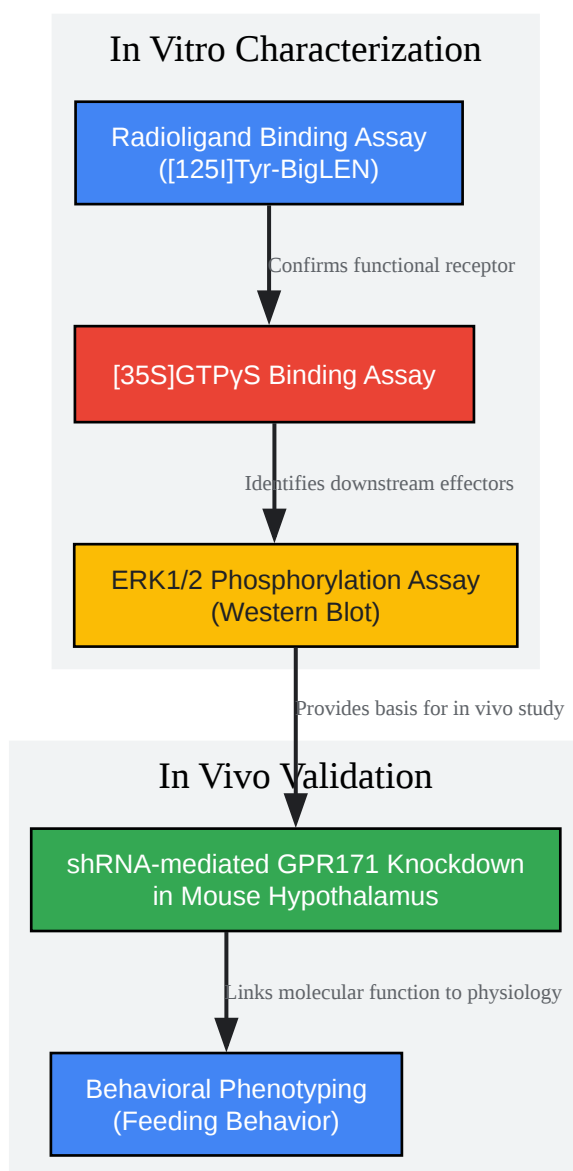 In Vitro Characterization
Radioligand Binding Assay
([125I]Tyr-BigLEN)
Confirms functional receptor
[35S]GTPγS Binding Assay
Identifies downstream effectors
ERK1/2 Phosphorylation Assay
(Western Blot)
Provides basis for in vivo study
In Vivo Validation
shRNA-mediated GPR171 Knockdown
in Mouse Hypothalamus
Links molecular function to physiology
Behavioral Phenotyping
(Feeding Behavior)